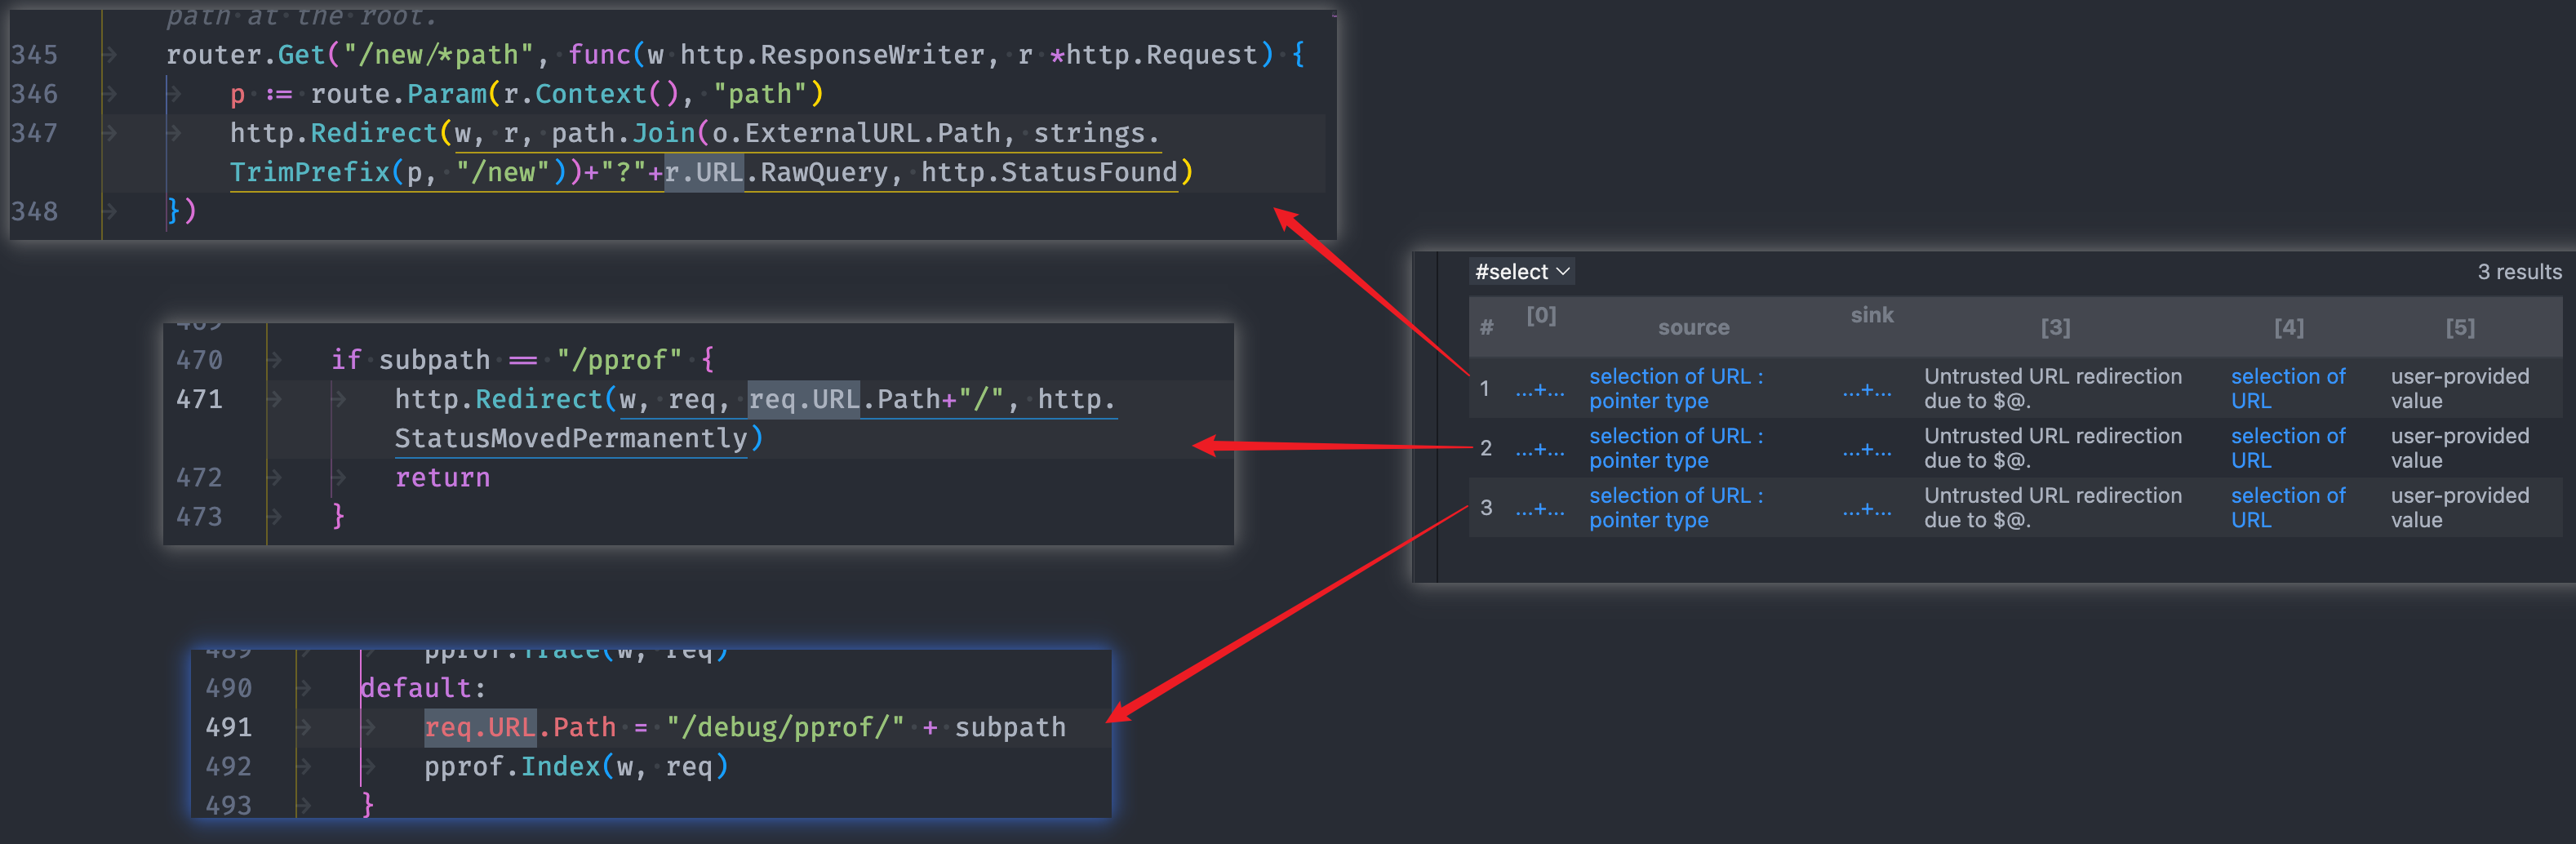 path at the root.
345 router.Get("/new/*path", func(w http.ResponseWriter, r *http.Request) {
346 p := route.Param(r.Context(), "path")
347 http.Redirect(w, r, path.Join(o.ExternalURL.Path, strings.
TrimPrefix(p, "/new"))+"?"+r.URL.RawQuery, http.StatusFound)
348 })
469
470 if subpath == "/pprof" {
471 http.Redirect(w, req, req.URL.Path+"/", http.
StatusMovedPermanently)
472 return
473 }
489 pprof.Trace(w, req)
490 default:
491 req.URL.Path = "/debug/pprof/" + subpath
492 pprof.Index(w, req)
493 }
#select 3 results
# [0] source sink [3] [4] [5]
1 ...+... selection of URL : pointer type ...+... Untrusted URL redirection due to $@. selection of URL user-provided value
2 ...+... selection of URL : pointer type ...+... Untrusted URL redirection due to $@. selection of URL user-provided value
3 ...+... selection of URL : pointer type ...+... Untrusted URL redirection due to $@. selection of URL user-provided value